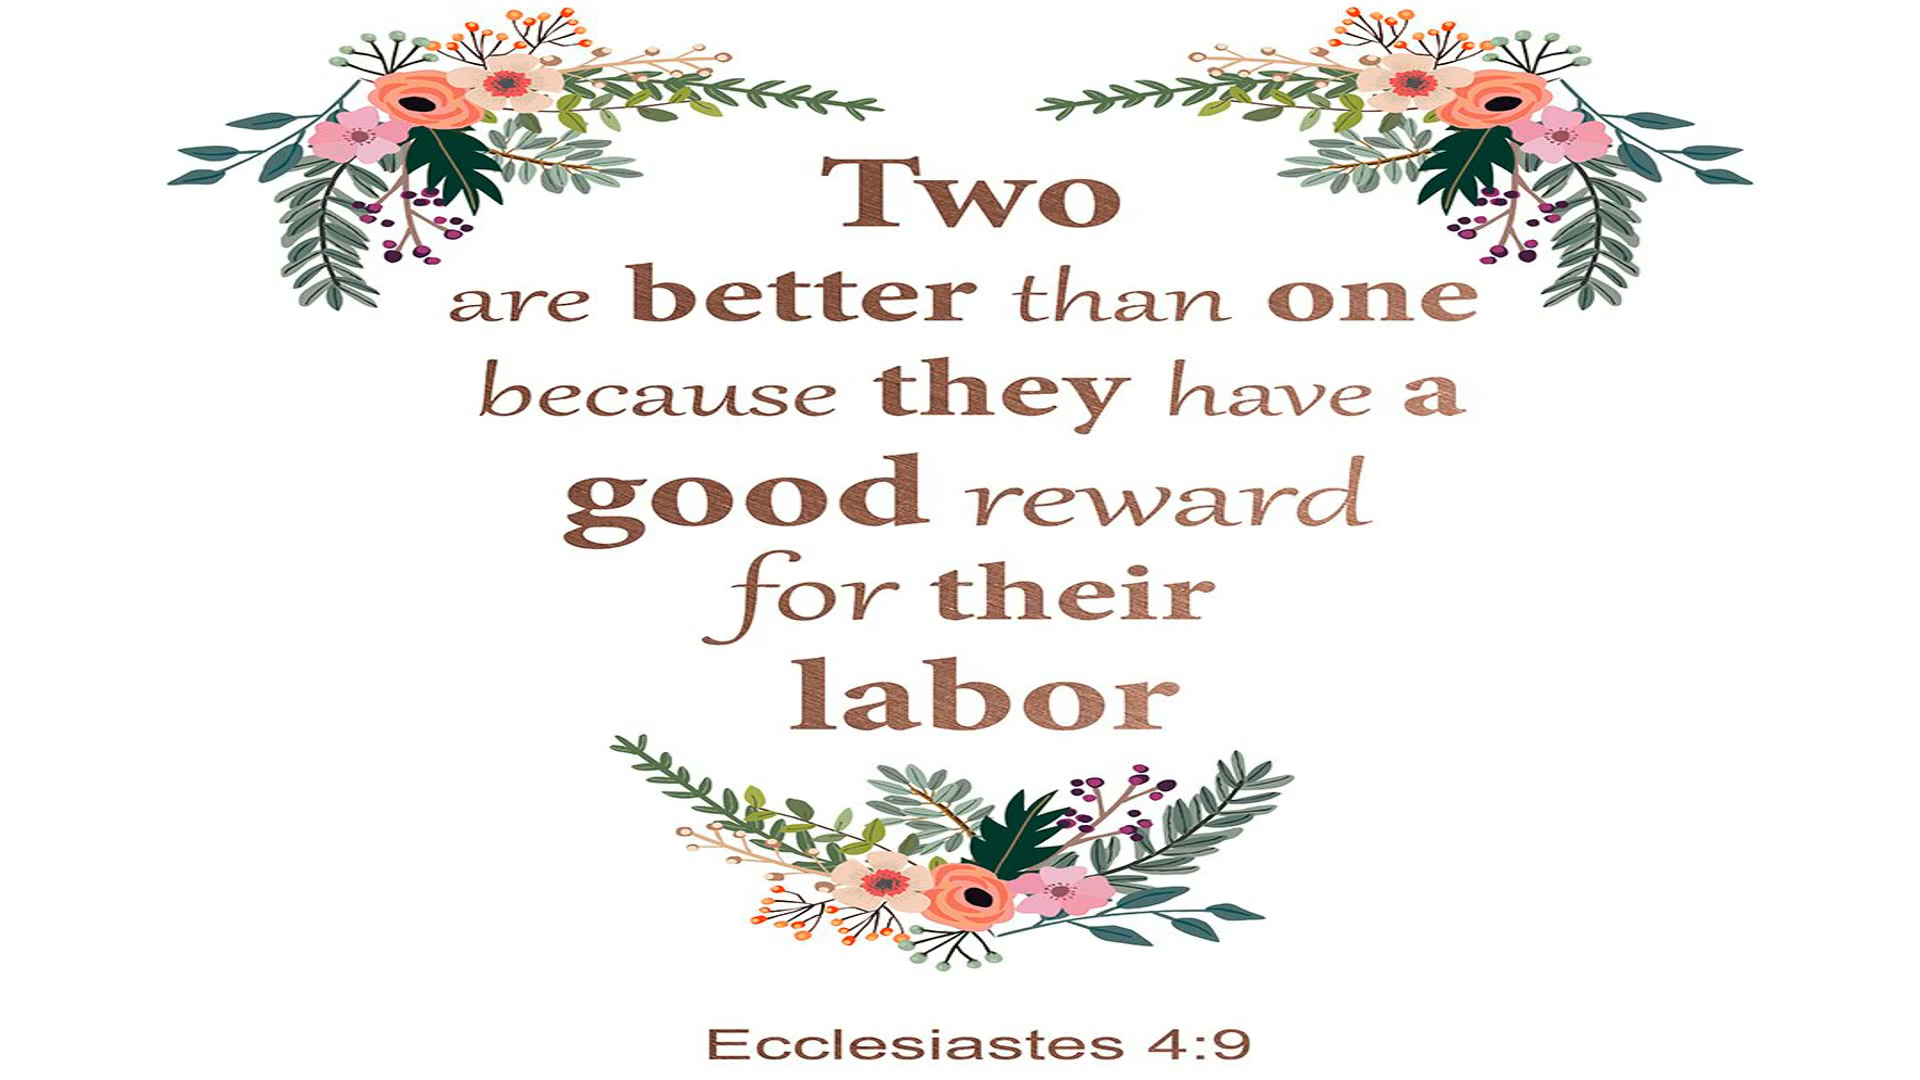 Two
are better than one
because they have a
good reward
for their
labor
Ecclesiastes 4:9